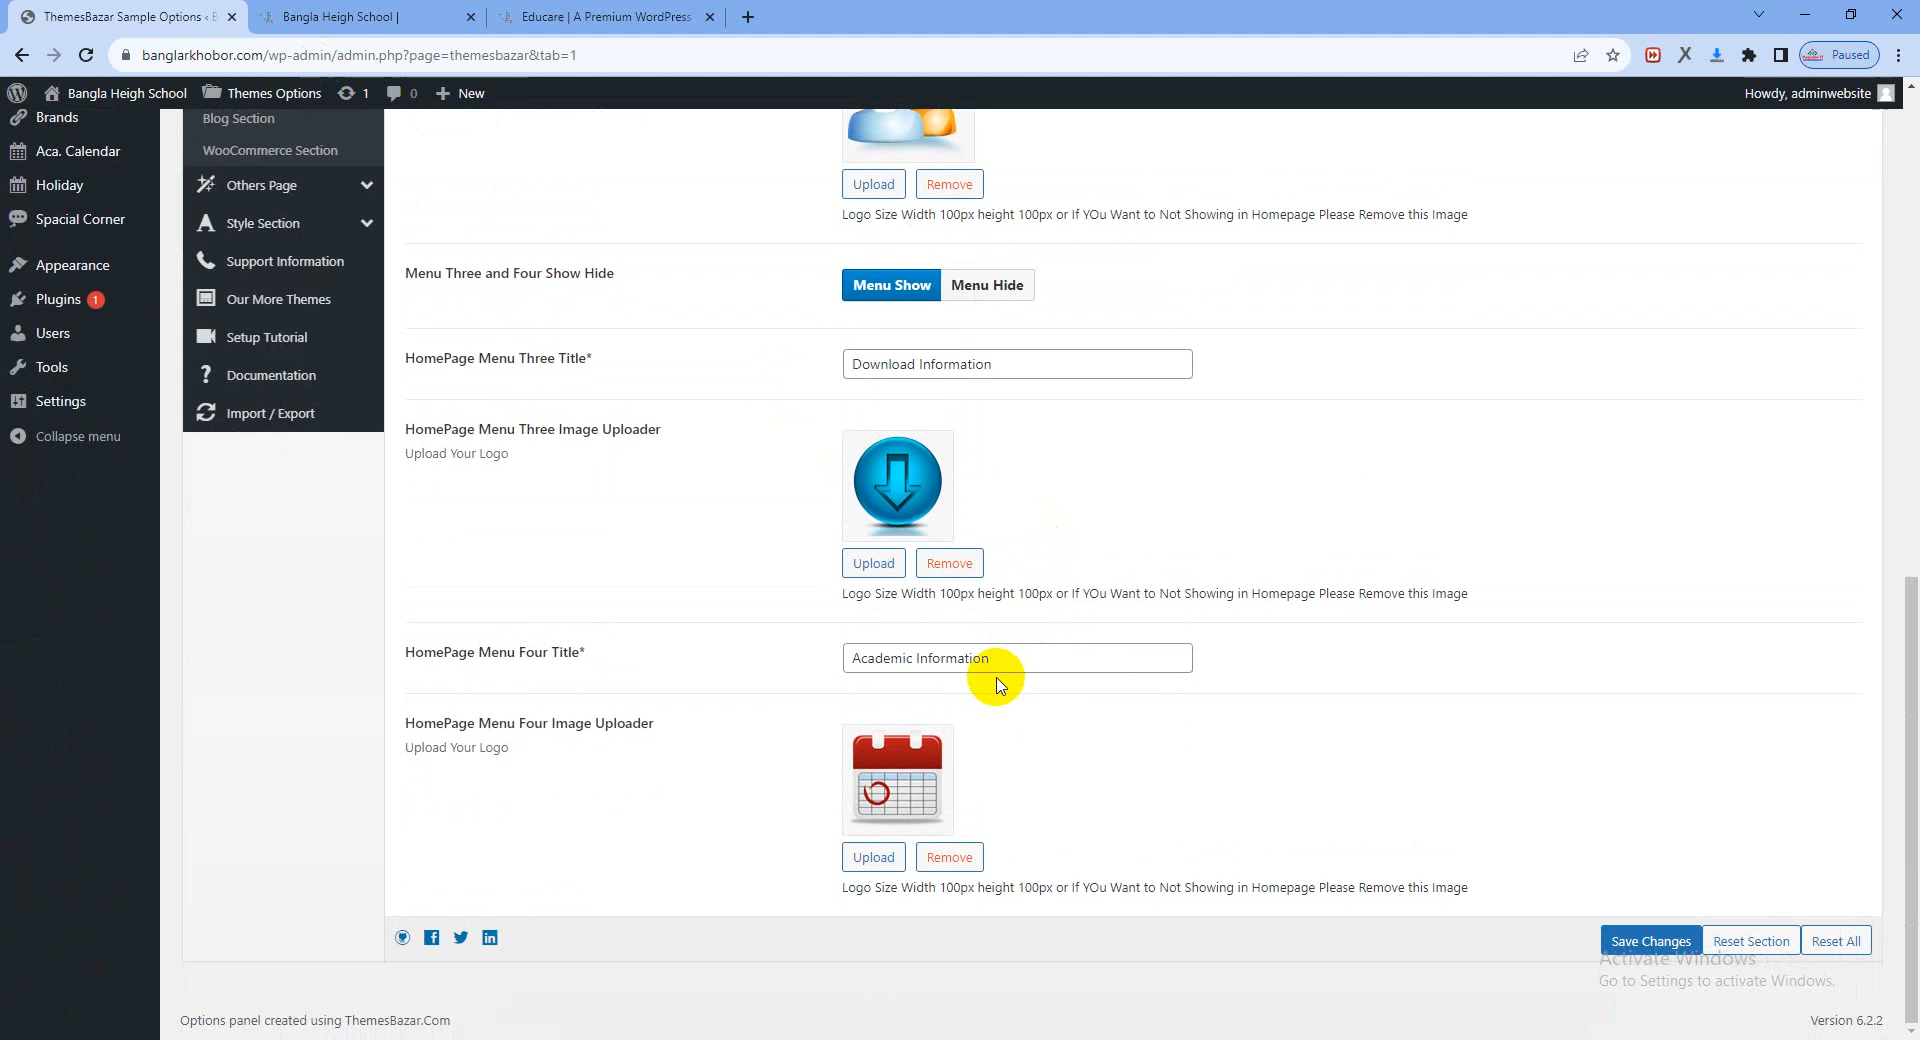 ThemesBazar Sample Options ‹ B
Bangla Heigh School |
Educare | A Premium WordPress
banglarkhobor.com/wp-admin/admin.php?page=themesbazar&tab=1
Paused
Bangla Heigh School
Themes Options
1
0
New
Howdy, adminwebsite
Brands
Aca. Calendar
Holiday
Spacial Corner
Appearance
Plugins 1
Users
Tools
Settings
Collapse menu
Blog Section
WooCommerce Section
Others Page
Style Section
Support Information
Our More Themes
Setup Tutorial
Documentation
Import / Export
Upload Remove
Logo Size Width 100px height 100px or If YOu Want to Not Showing in Homepage Please Remove this Image
Menu Three and Four Show Hide
Menu Show Menu Hide
HomePage Menu Three Title*
Download Information
HomePage Menu Three Image Uploader
Upload Your Logo
Upload Remove
Logo Size Width 100px height 100px or If YOu Want to Not Showing in Homepage Please Remove this Image
HomePage Menu Four Title*
Academic Information
HomePage Menu Four Image Uploader
Upload Your Logo
Upload Remove
Logo Size Width 100px height 100px or If YOu Want to Not Showing in Homepage Please Remove this Image
Save Changes Reset Section Reset All
Activate Windows
Go to Settings to activate Windows.
Options panel created using ThemesBazar.Com
Version 6.2.2